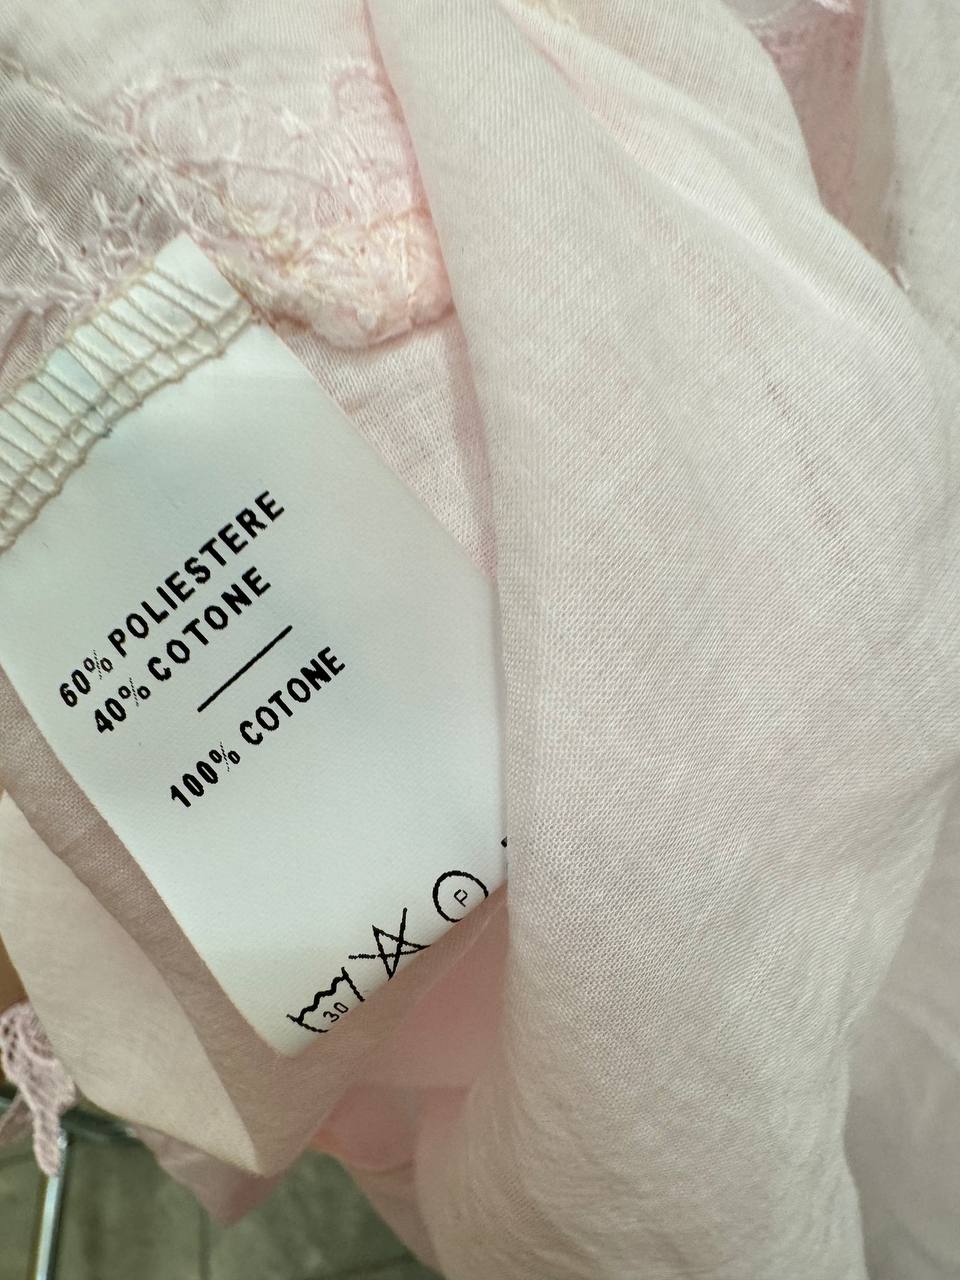 60% POLIESTERE
40% COTONE
100% COTONE
30 P